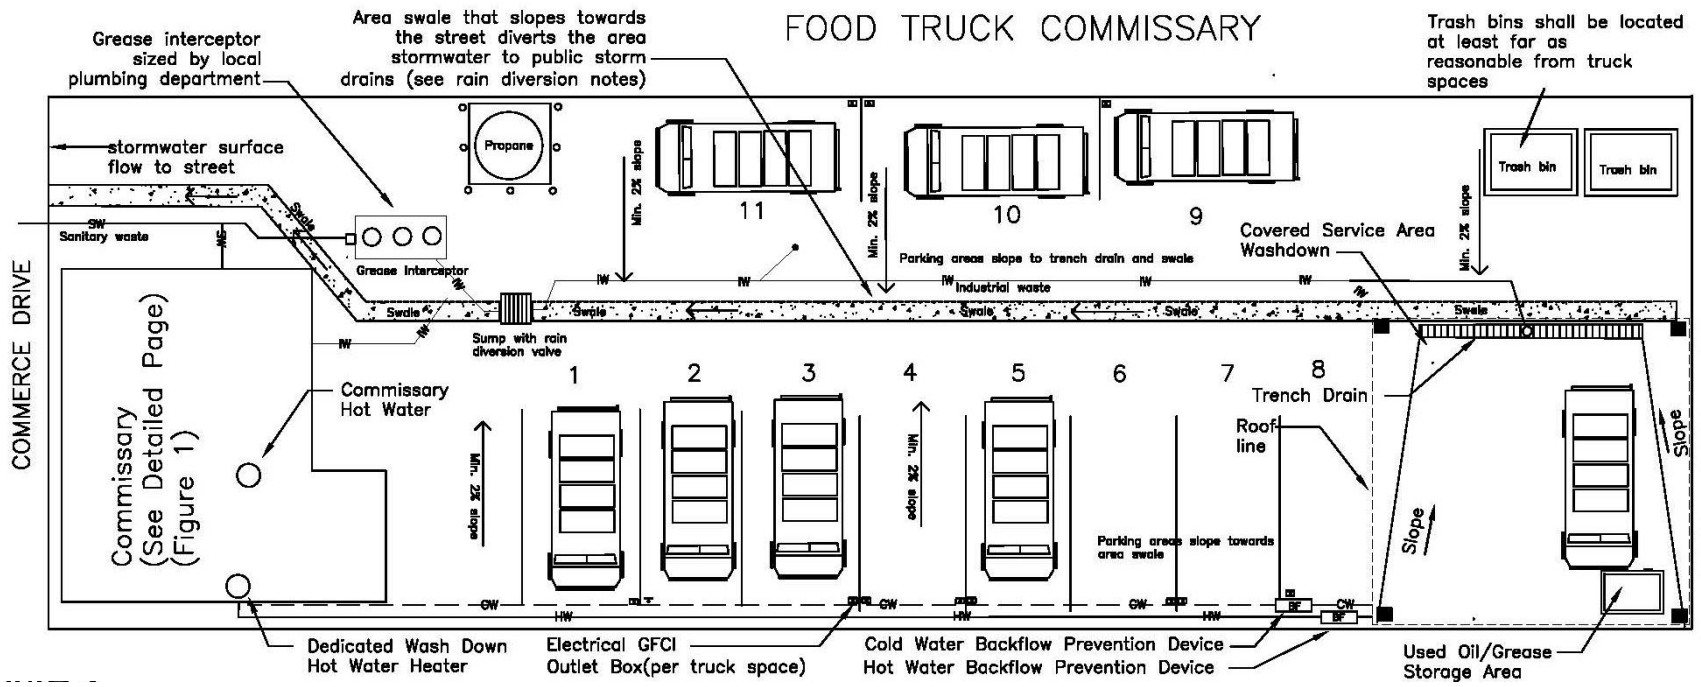 FOOD TRUCK COMMISSARY
Grease interceptor
sized by local
plumbing department
Area swale that slopes towards
the street diverts the area
stormwater to public storm
drains (see rain diversion notes)
Trash bins shall be located
at least far as
reasonable from truck
spaces
stormwater surface
flow to street
Propane
Min. 2% slope
11
Min. 2% slope
10
9
Min. 2% slope
Trash bin
Trash bin
Swale
SW
Sanitary waste
SW
Grease Interceptor
IW
IW
IW
Parking areas slope to trench drain and swale
IW
Industrial waste
IW
IW
IW
Covered Service Area
Washdown
Swale
Swale
Swale
Swale
Swale
IW
IW
Sump with rain
diversion valve
COMMERCE DRIVE
Commissary
(See Detailed Page)
(Figure 1)
Commissary
Hot Water
1
2
3
4
5
6
7
8
Trench Drain
Roof
line
Min. 2% slope
Min. 2% slope
Parking areas slope towards
area swale
Slope
Slope
CW
CW
CW
CW
HW
HW
HW
BF
BF
Dedicated Wash Down
Hot Water Heater
Electrical GFCI
Outlet Box(per truck space)
Cold Water Backflow Prevention Device
Hot Water Backflow Prevention Device
Used Oil/Grease
Storage Area